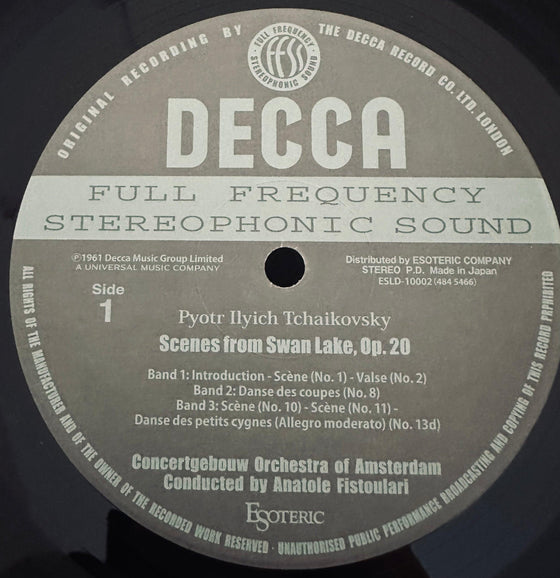 ORIGINAL RECORDING BY THE DECCA RECORD CO. LTD. LONDON
· FULL FREQUENCY · STEREOPHONIC SOUND
ffss
DECCA
FULL FREQUENCY
STEREOPHONIC SOUND
℗1961 Decca Music Group Limited
A UNIVERSAL MUSIC COMPANY
Distributed by ESOTERIC COMPANY
STEREO P.D. Made in Japan
ESLD-10002 (484 5466)
Side
1
Pyotr Ilyich Tchaikovsky
Scenes from Swan Lake, Op. 20
Band 1: Introduction - Scène (No. 1) - Valse (No. 2)
Band 2: Danse des coupes (No. 8)
Band 3: Scène (No. 10) - Scène (No. 11) -
Danse des petits cygnes (Allegro moderato) (No. 13d)
Concertgebouw Orchestra of Amsterdam
Conducted by Anatole Fistoulari
ESOTERIC
ALL RIGHTS OF THE MANUFACTURER AND OF THE OWNER OF THE RECORDED WORK RESERVED · UNAUTHORISED PUBLIC PERFORMANCE BROADCASTING AND COPYING OF THIS RECORD PRPHIBITED